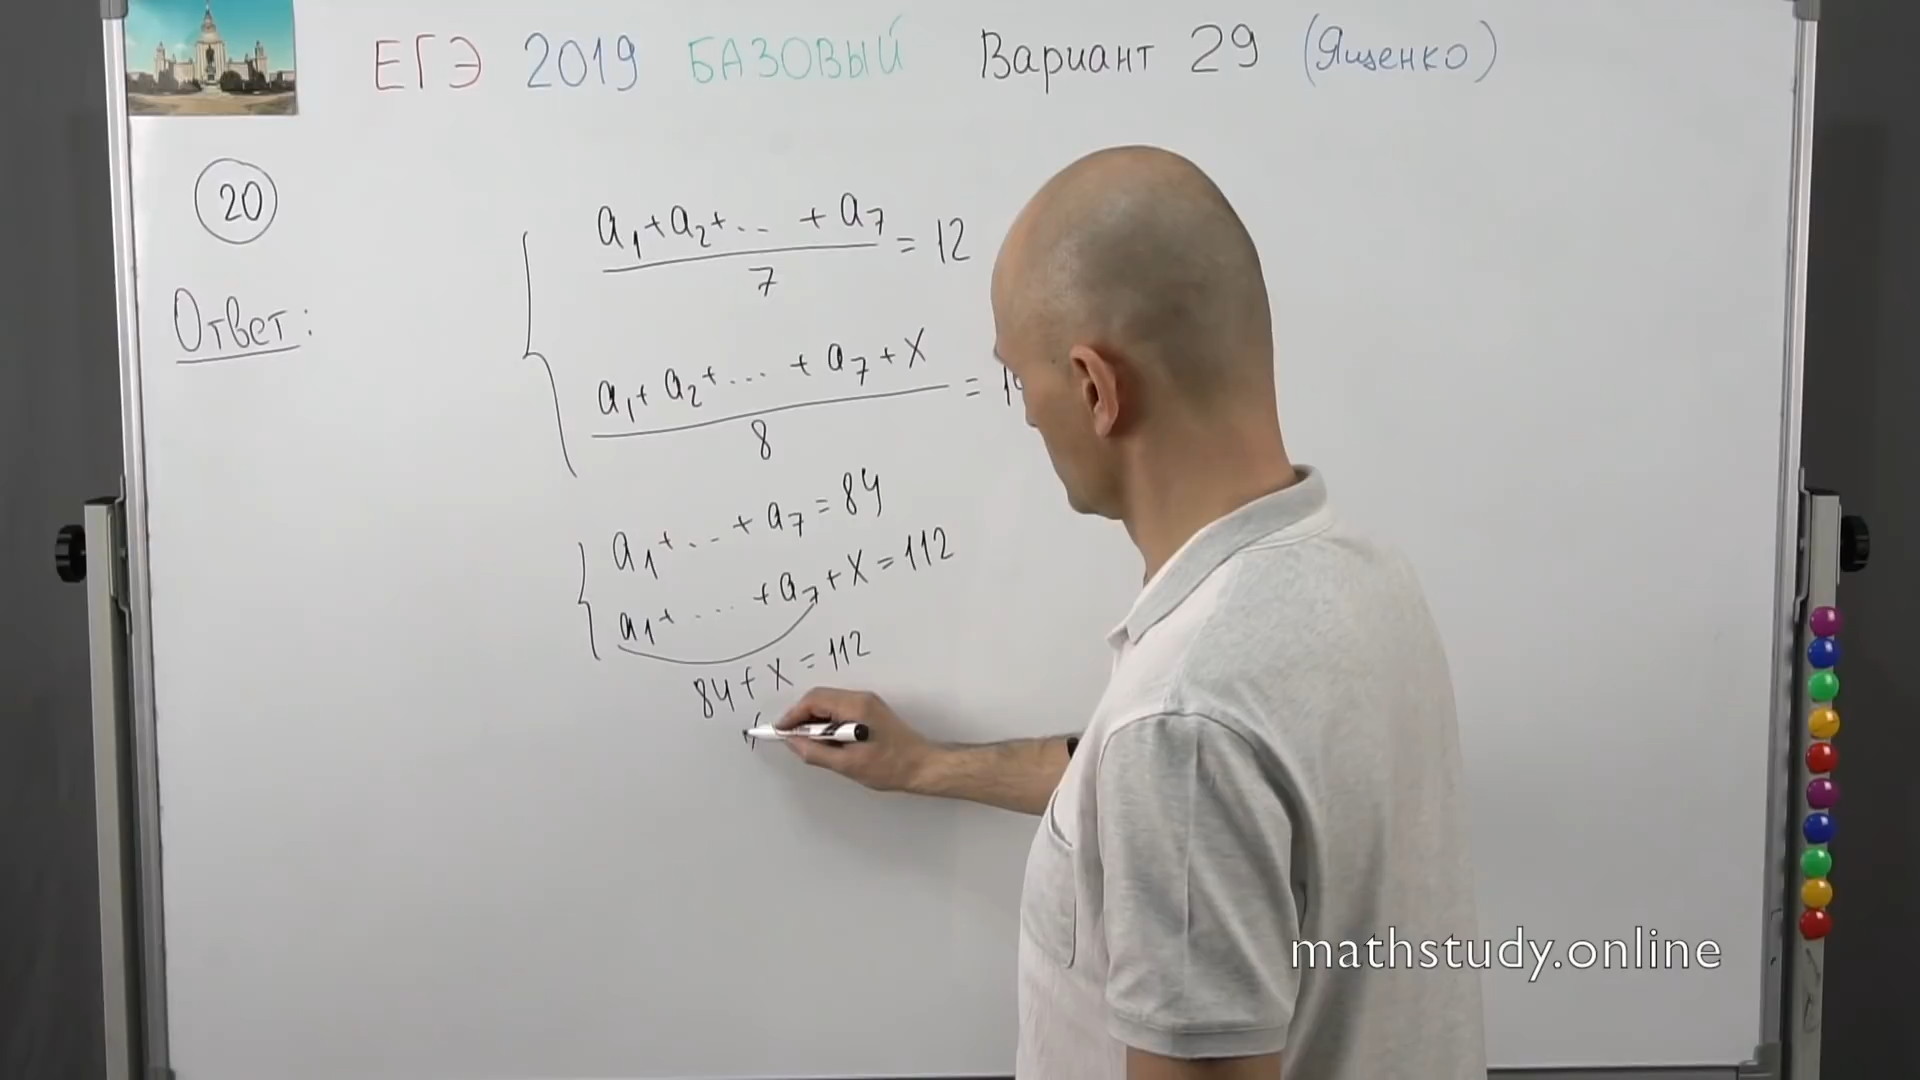 ЕГЭ 2019 БАЗОВЫЙ Вариант 29 (Ященко)
20
a₁+a₂+... + a₇ = 12
7
Ответ:
a₁+a₂+... + a₇+X =
8
a₁+...+a₇=84
a₁+...+a₇+X=112
84+X=112
mathstudy.online